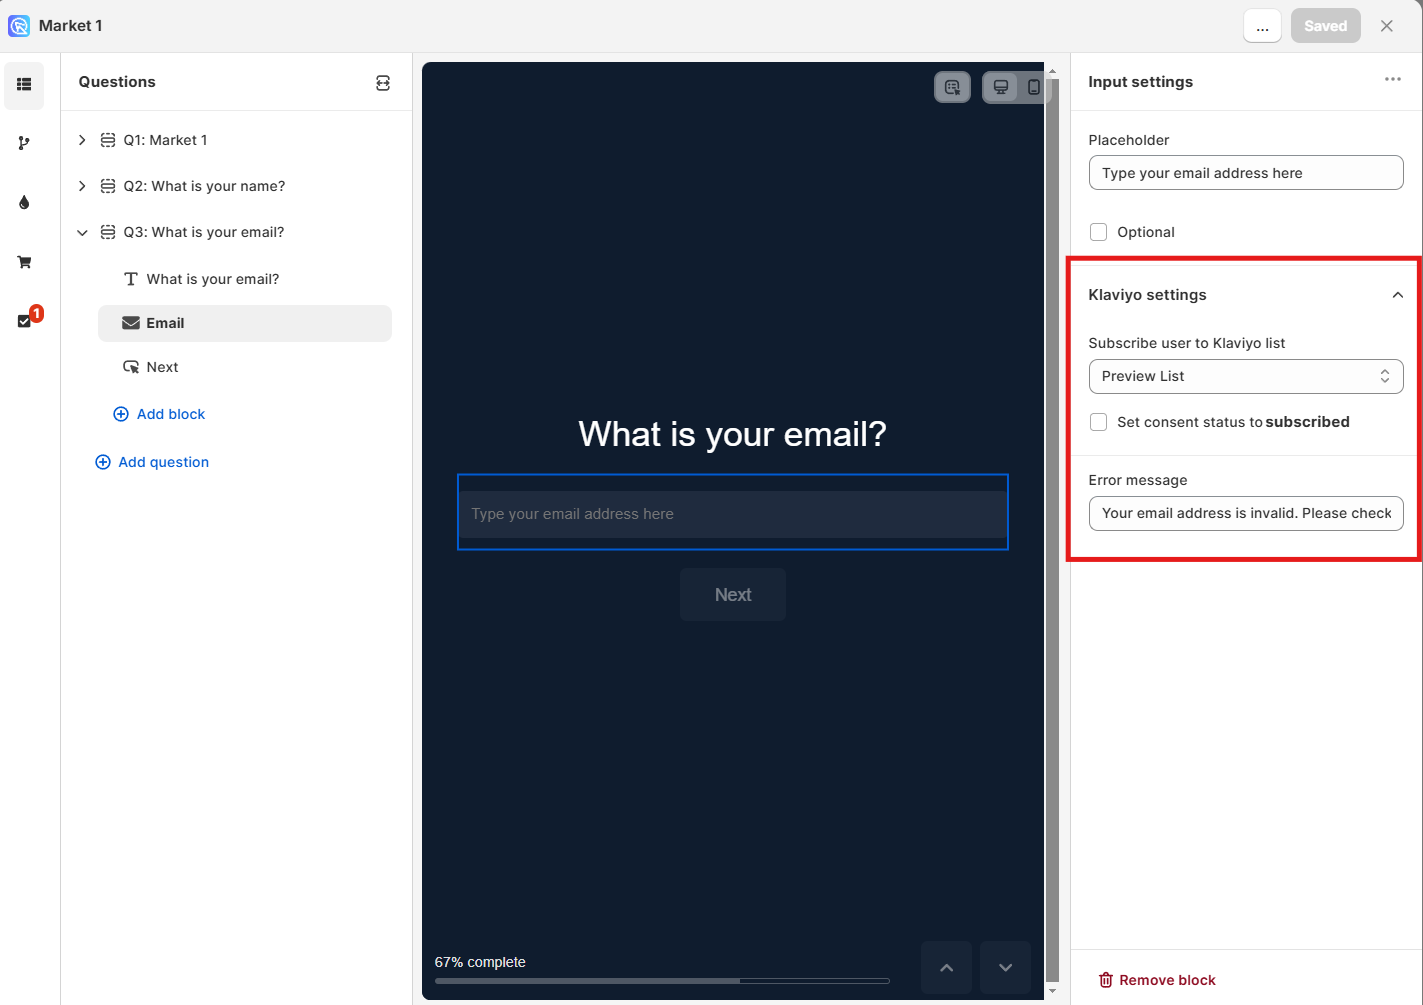 Market 1
...
Saved
Questions
Q1: Market 1
Q2: What is your name?
Q3: What is your email?
What is your email?
Email
Next
Add block
Add question
1
What is your email?
Type your email address here
Next
67% complete
Input settings
Placeholder
Type your email address here
Optional
Klaviyo settings
Subscribe user to Klaviyo list
Preview List
Set consent status to subscribed
Error message
Your email address is invalid. Please check
Remove block